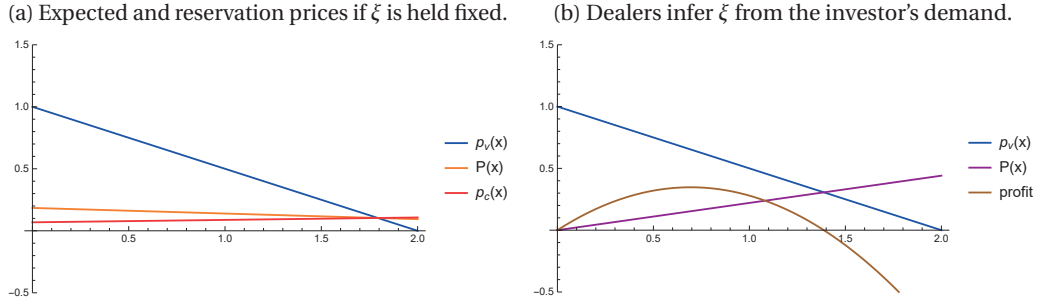 (a) Expected and reservation prices if ξ is held fixed.
1.5
1.0
0.5
-0.5
0.5
1.0
1.5
2.0
pᵥ(x)
P(x)
p_c(x)
(b) Dealers infer ξ from the investor's demand.
1.5
1.0
0.5
-0.5
0.5
1.0
1.5
2.0
pᵥ(x)
P(x)
profit